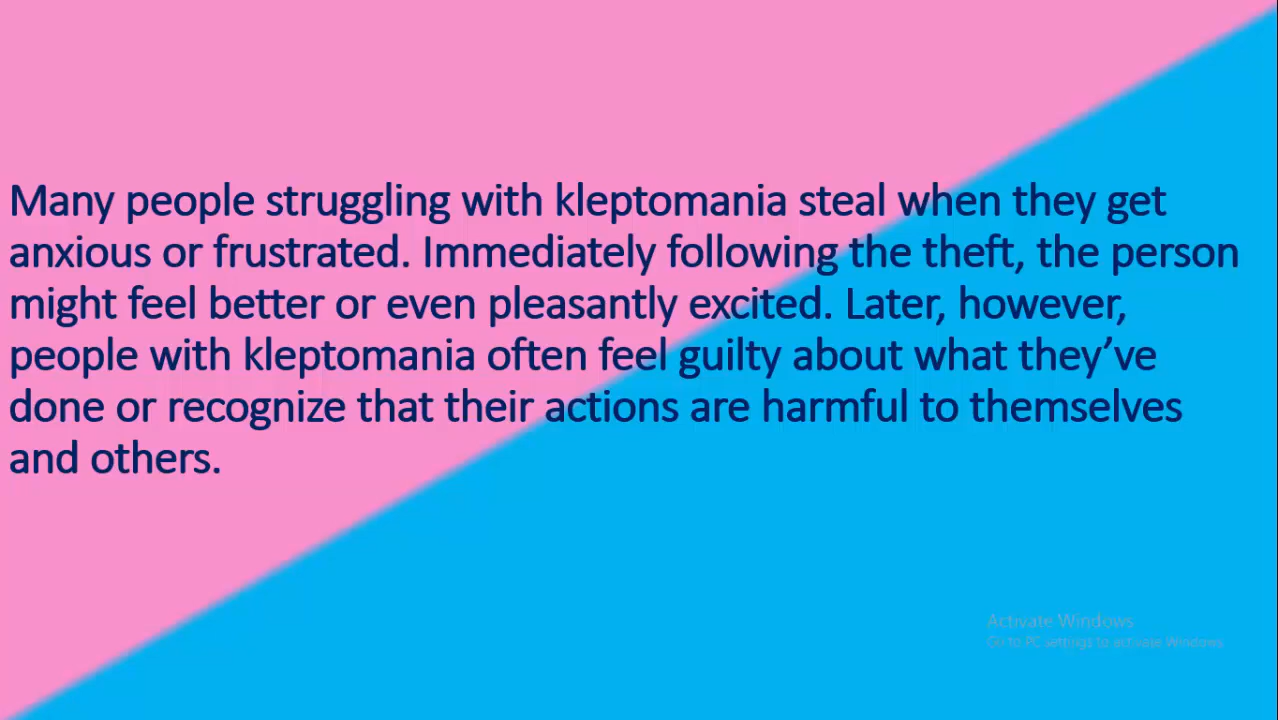 Many people struggling with kleptomania steal when they get
anxious or frustrated. Immediately following the theft, the person
might feel better or even pleasantly excited. Later, however,
people with kleptomania often feel guilty about what they’ve
done or recognize that their actions are harmful to themselves
and others.
Activate Windows
Go to PC settings to activate Windows